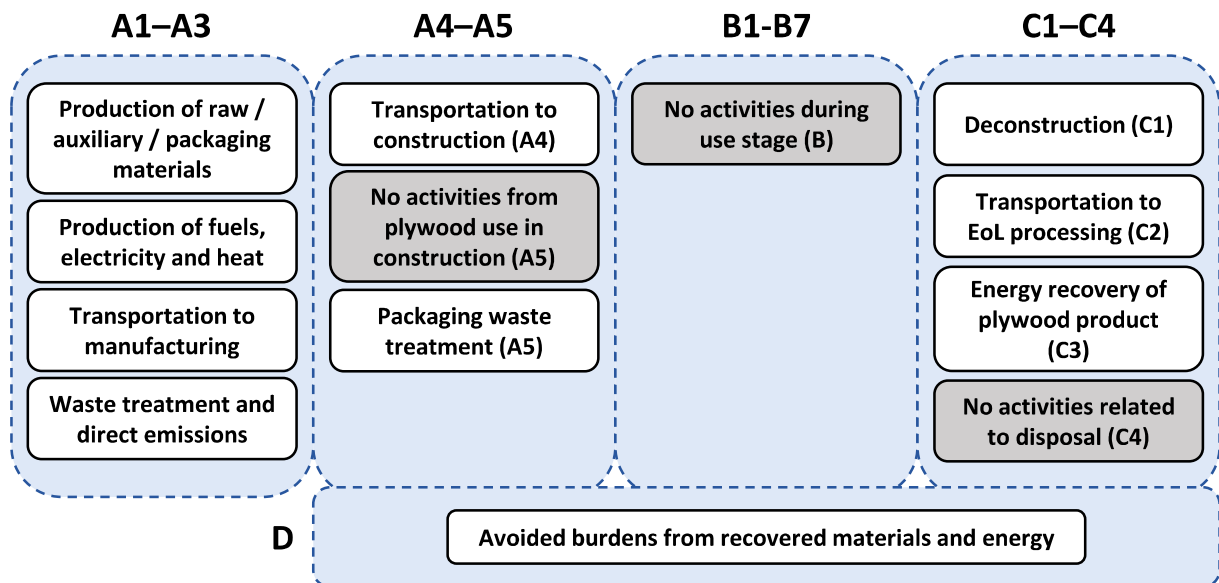 A1–A3
Production of raw /
auxiliary / packaging
materials
Production of fuels,
electricity and heat
Transportation to
manufacturing
Waste treatment and
direct emissions
A4–A5
Transportation to
construction (A4)
No activities from
plywood use in
construction (A5)
Packaging waste
treatment (A5)
B1-B7
No activities during
use stage (B)
C1–C4
Deconstruction (C1)
Transportation to
EoL processing (C2)
Energy recovery of
plywood product
(C3)
No activities related
to disposal (C4)
D
Avoided burdens from recovered materials and energy